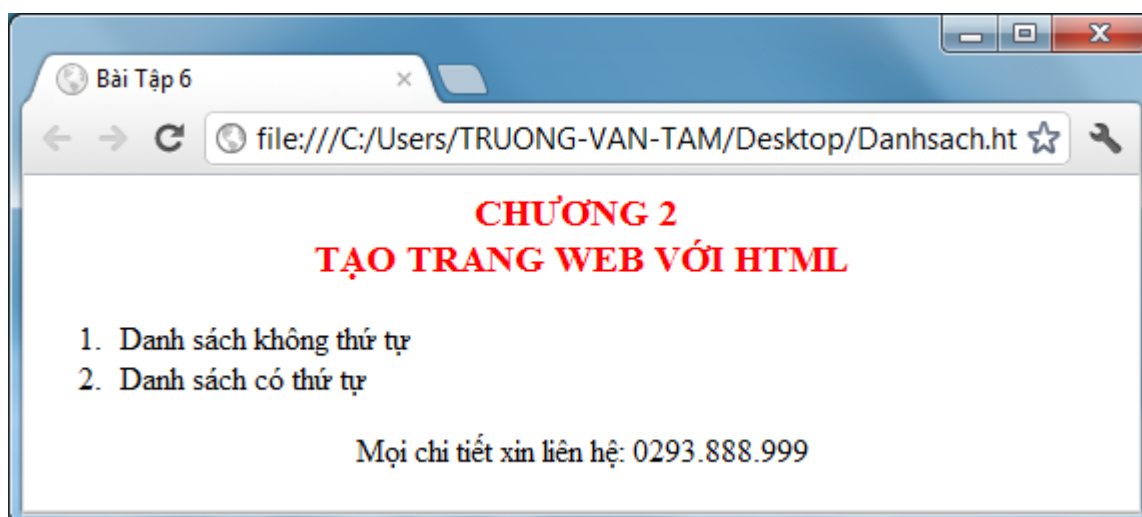 Bài Tập 6
file:///C:/Users/TRUONG-VAN-TAM/Desktop/Danhsach.ht
CHƯƠNG 2
TẠO TRANG WEB VỚI HTML
1. Danh sách không thứ tự
2. Danh sách có thứ tự
Mọi chi tiết xin liên hệ: 0293.888.999